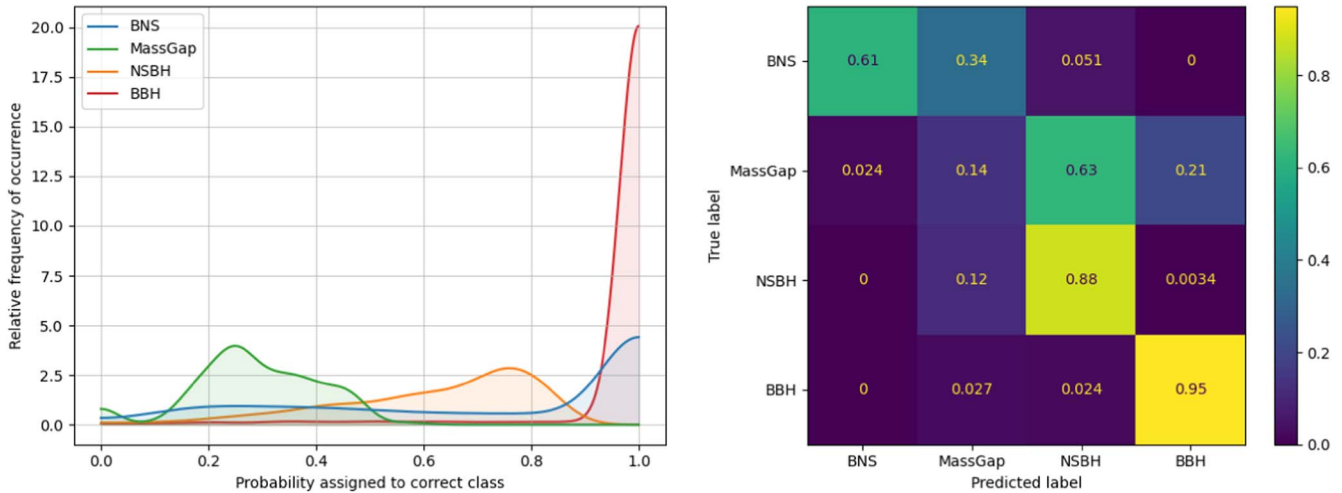 BNS
MassGap
NSBH
BBH
Relative frequency of occurrence
20.0
17.5
15.0
12.5
10.0
7.5
5.0
2.5
0.0
0.0 0.2 0.4 0.6 0.8 1.0
Probability assigned to correct class
True label
BNS 0.61 0.34 0.051 0
MassGap 0.024 0.14 0.63 0.21
NSBH 0 0.12 0.88 0.0034
BBH 0 0.027 0.024 0.95
BNS MassGap NSBH BBH
Predicted label
0.8
0.6
0.4
0.2
0.0